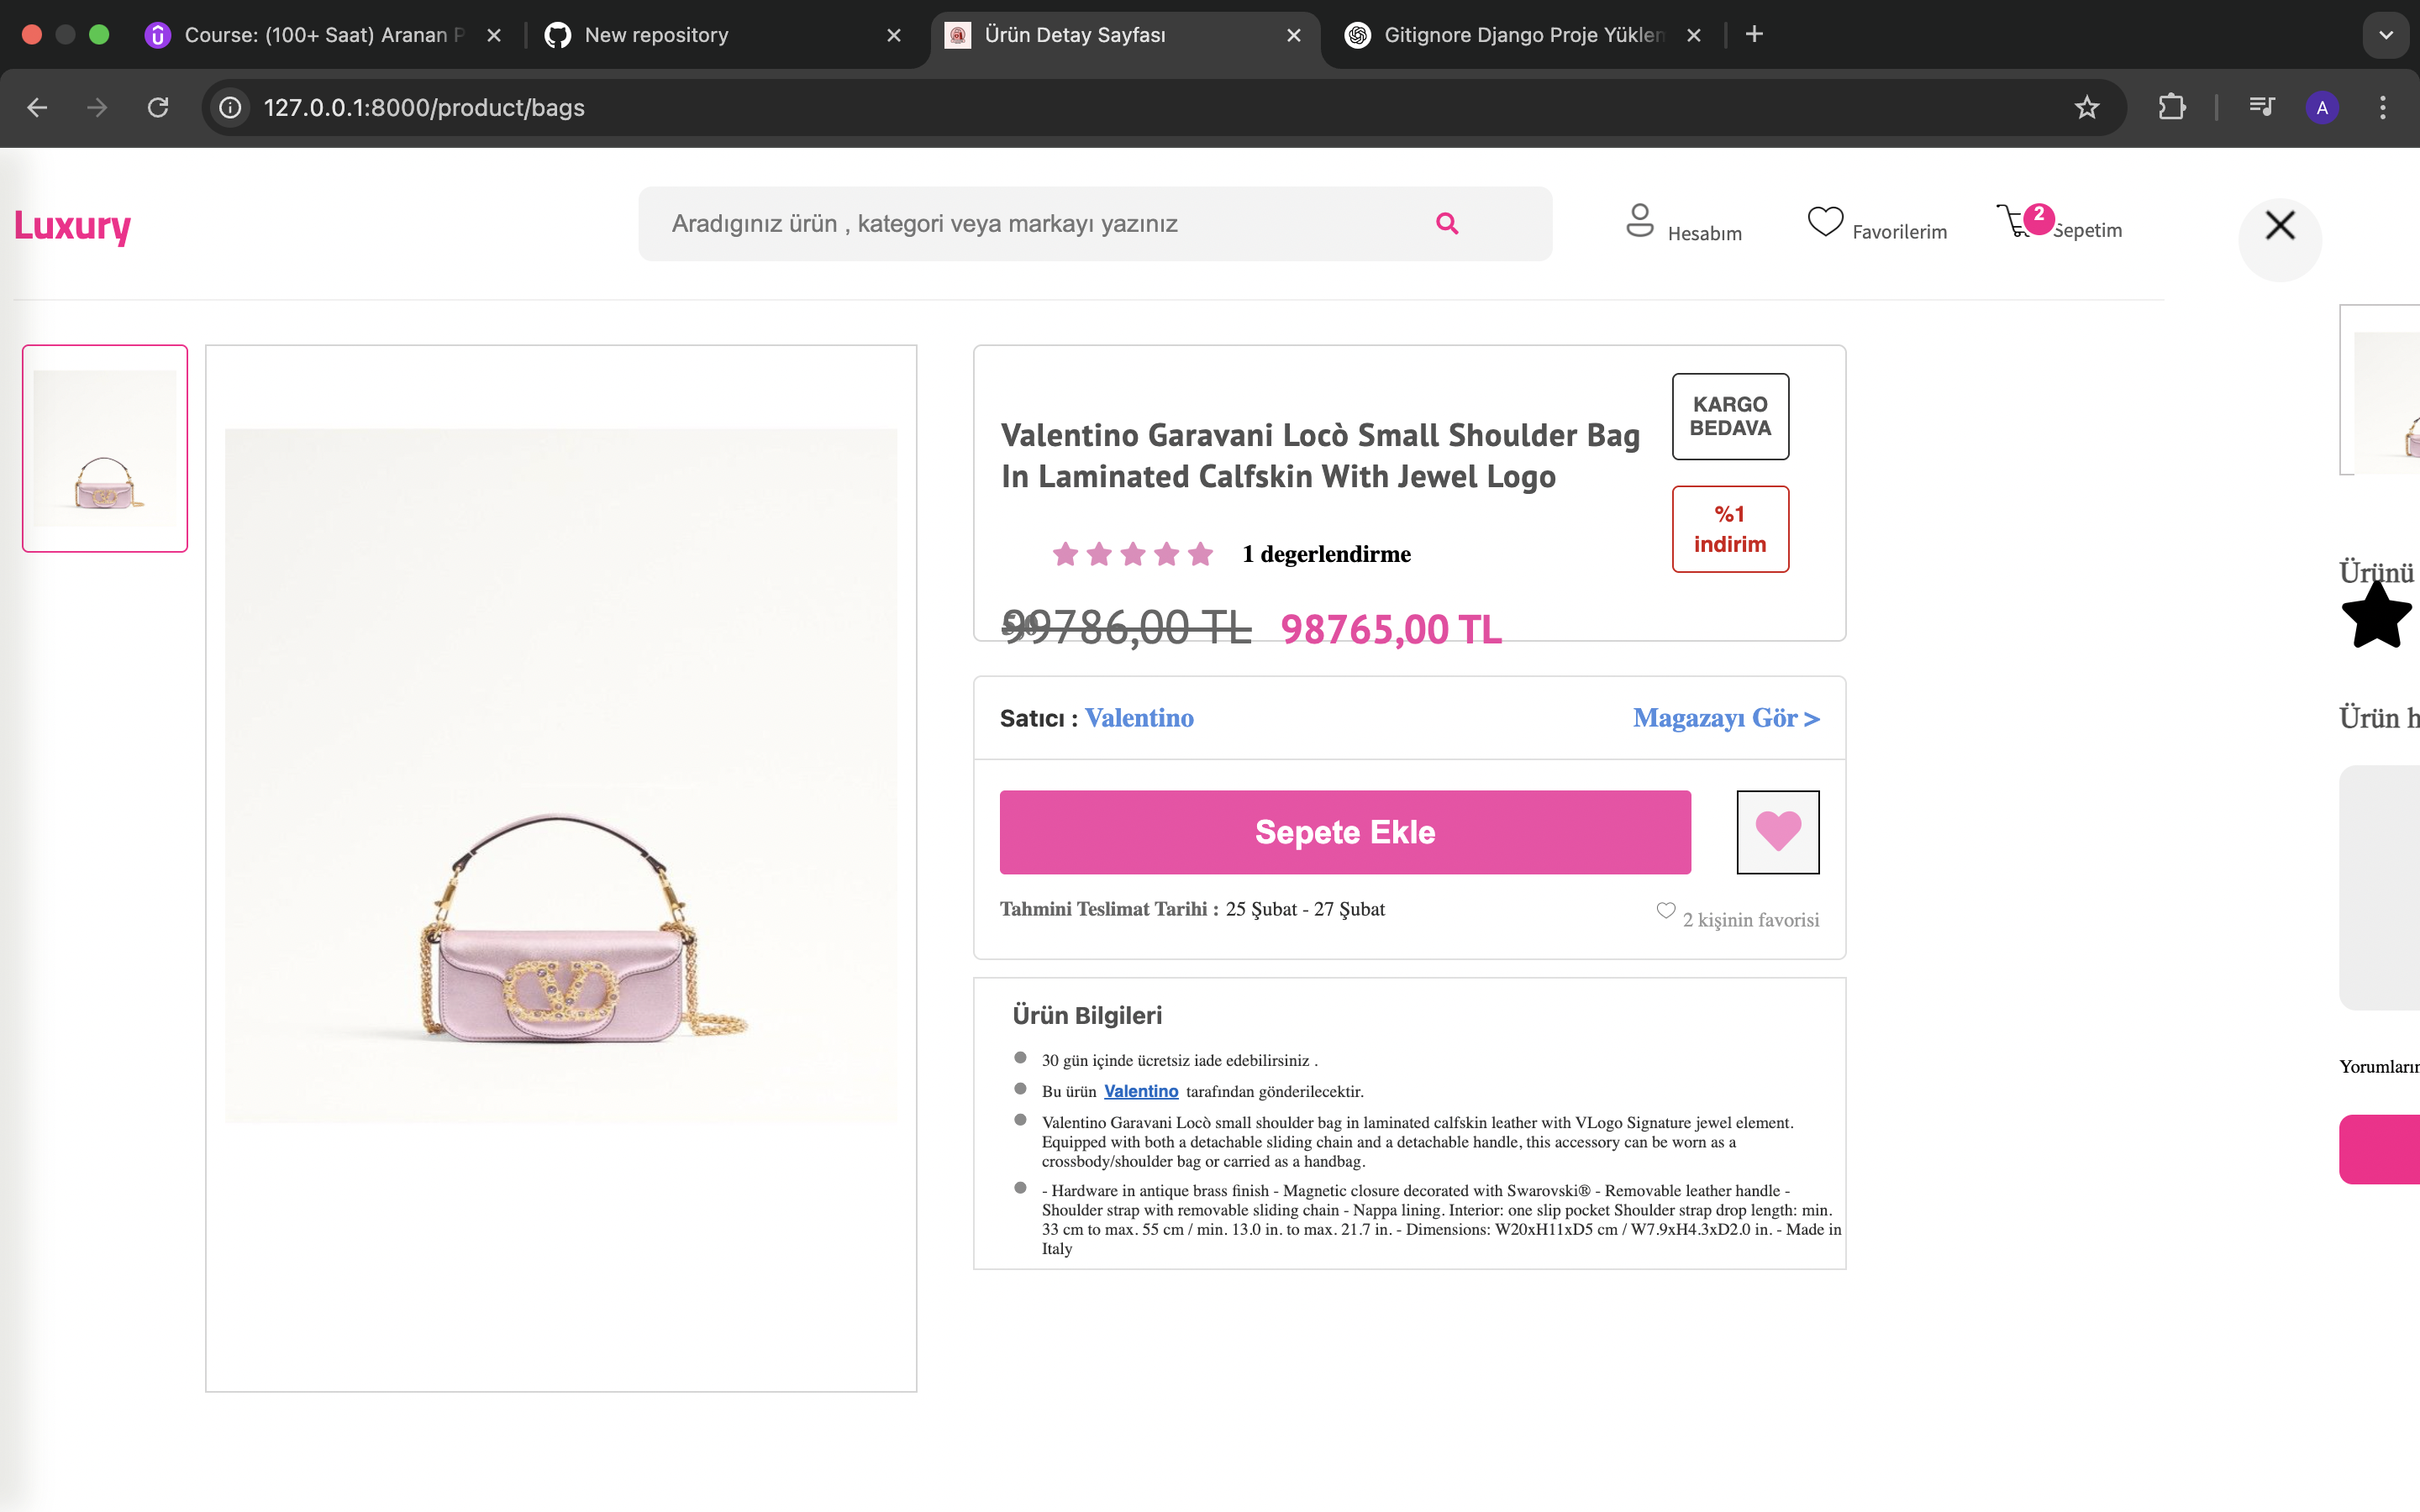 Course: (100+ Saat) Aranan P
New repository
Ürün Detay Sayfası
Gitignore Django Proje Yüklen
127.0.0.1:8000/product/bags
A
Luxury
Aradıgınız ürün , kategori veya markayı yazınız
Hesabım
Favorilerim
2
Sepetim
Valentino Garavani Locò Small Shoulder Bag
In Laminated Calfskin With Jewel Logo
KARGO
BEDAVA
%1
indirim
1 degerlendirme
99786,00 TL 98765,00 TL
Satıcı : Valentino
Magazayı Gör >
Sepete Ekle
Tahmini Teslimat Tarihi : 25 Şubat - 27 Şubat
2 kişinin favorisi
Ürün Bilgileri
30 gün içinde ücretsiz iade edebilirsiniz .
Bu ürün Valentino tarafından gönderilecektir.
Valentino Garavani Locò small shoulder bag in laminated calfskin leather with VLogo Signature jewel element.
Equipped with both a detachable sliding chain and a detachable handle, this accessory can be worn as a
crossbody/shoulder bag or carried as a handbag.
- Hardware in antique brass finish - Magnetic closure decorated with Swarovski® - Removable leather handle -
Shoulder strap with removable sliding chain - Nappa lining. Interior: one slip pocket Shoulder strap drop length: min.
33 cm to max. 55 cm / min. 13.0 in. to max. 21.7 in. - Dimensions: W20xH11xD5 cm / W7.9xH4.3xD2.0 in. - Made in
Italy
Ürünü
Ürün h
Yorumların